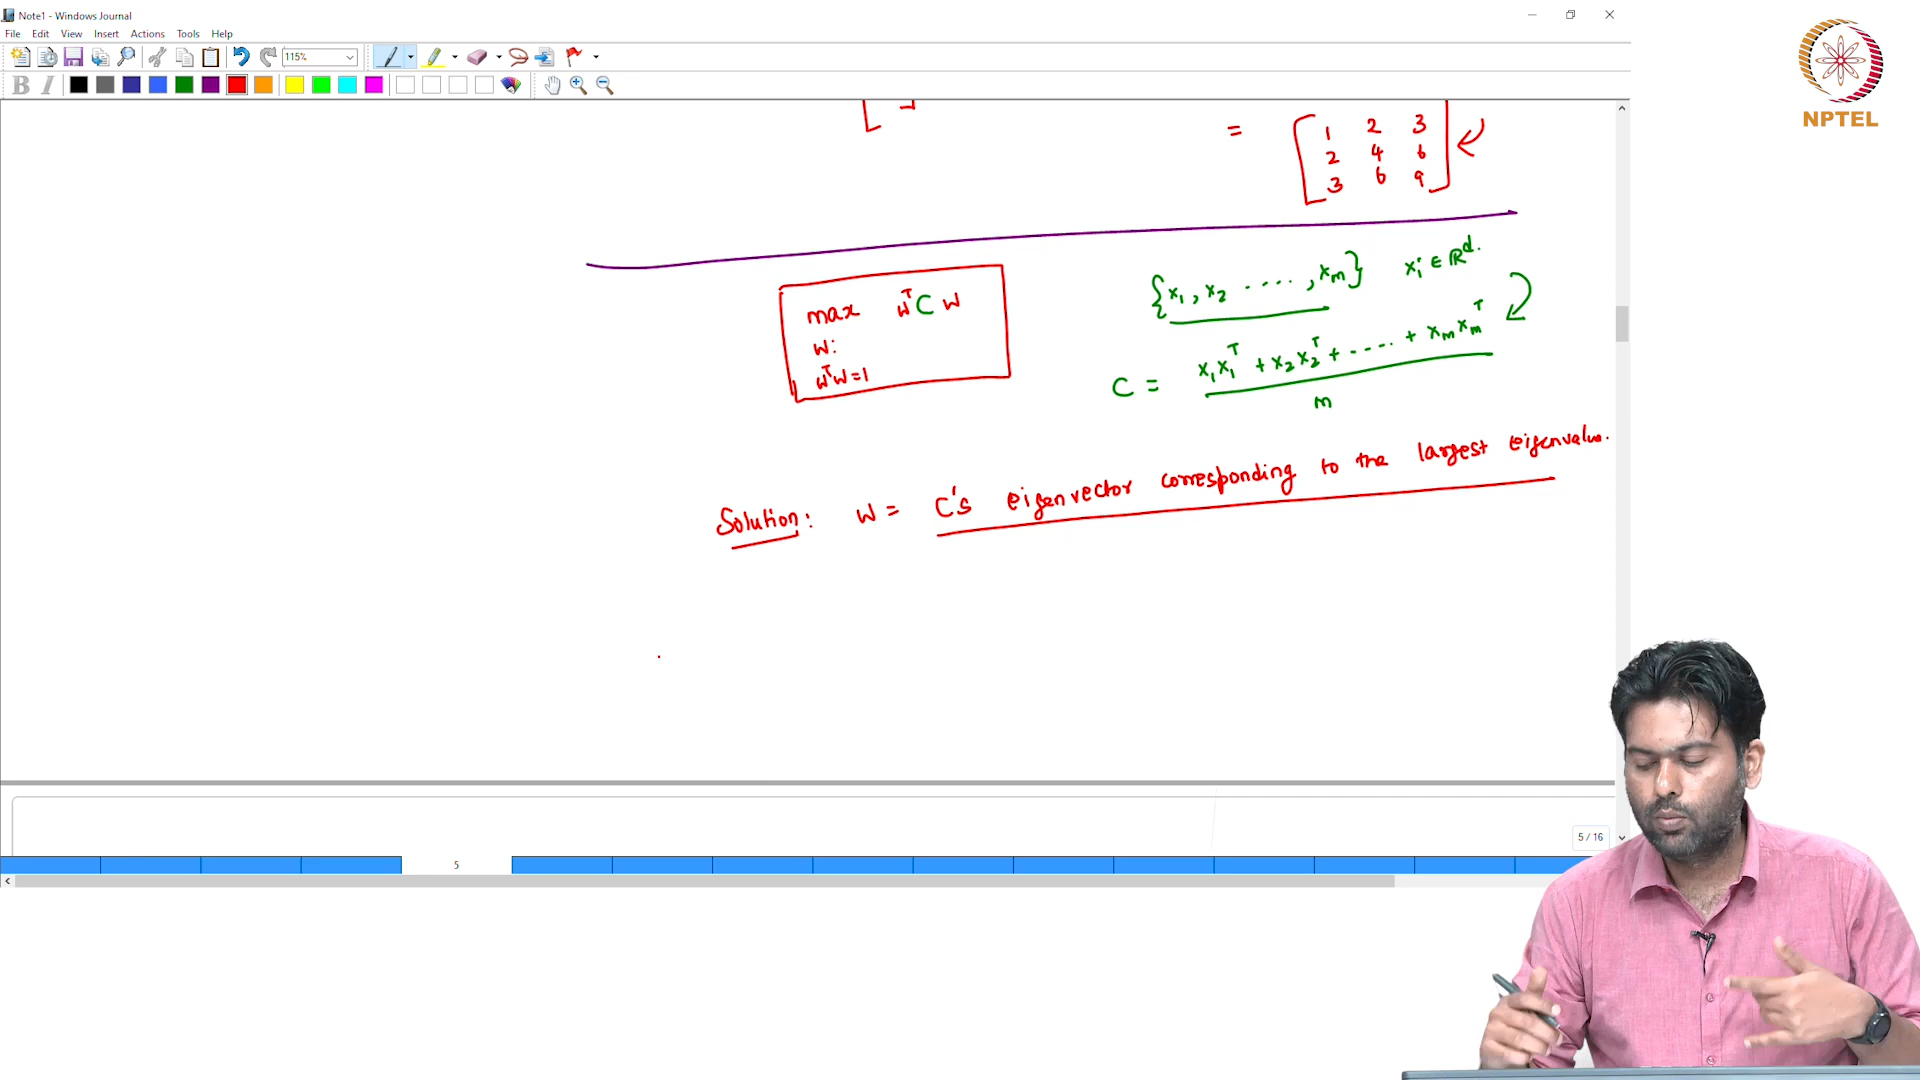 Note1 - Windows Journal
File Edit View Insert Actions Tools Help
115%
B I
NPTEL
= [ 1 2 3
2 4 6
3 6 9 ]
{x₁, x₂ ....., xₘ} xᵢ ∈ ℝᵈ.
max wᵀ C w
w:
wᵀw=1
C = x₁x₁ᵀ + x₂x₂ᵀ + ..... + xₘxₘᵀ
m
Solution: w = C's eigenvector corresponding to the largest eigenvalue.
5 / 16
5